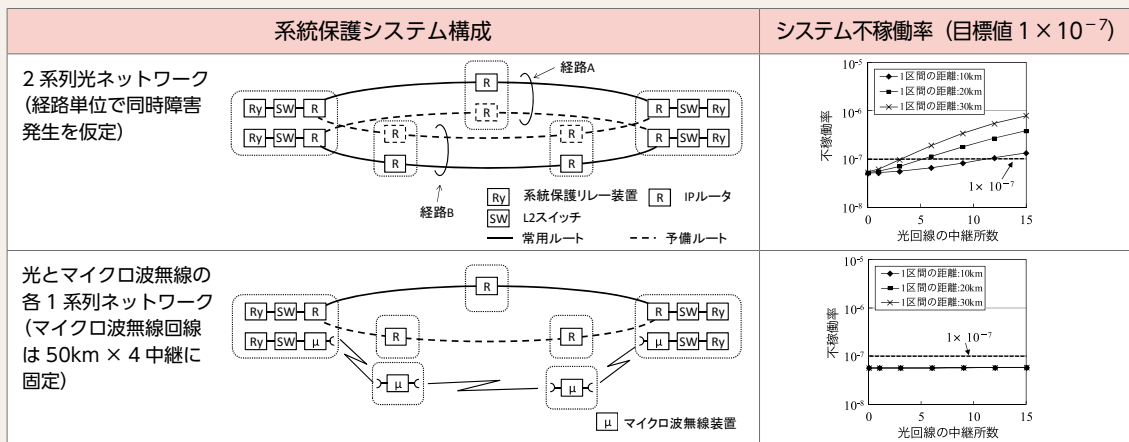 系統保護システム構成
システム不稼働率（目標値 1 × 10⁻⁷）
2 系列光ネットワーク
（経路単位で同時障害
発生を仮定）
経路A
R
Ry SW R
R SW Ry
R
Ry SW R
R SW Ry
R
R
R
R
経路B
Ry 系統保護リレー装置
R IPルータ
SW L2スイッチ
常用ルート
予備ルート
10⁻⁵
1区間の距離:10km
1区間の距離:20km
1区間の距離:30km
10⁻⁶
不稼働率
10⁻⁷
1× 10⁻⁷
10⁻⁸
0 5 10 15
光回線の中継所数
光とマイクロ波無線の
各 1 系列ネットワーク
（マイクロ波無線回線
は 50km × 4 中継に
固定）
R
Ry SW R
R SW Ry
Ry SW μ
R
R
μ SW Ry
μ
μ
μ マイクロ波無線装置
10⁻⁵
1区間の距離:10km
1区間の距離:20km
1区間の距離:30km
10⁻⁶
不稼働率
1× 10⁻⁷
10⁻⁷
10⁻⁸
0 5 10 15
光回線の中継所数